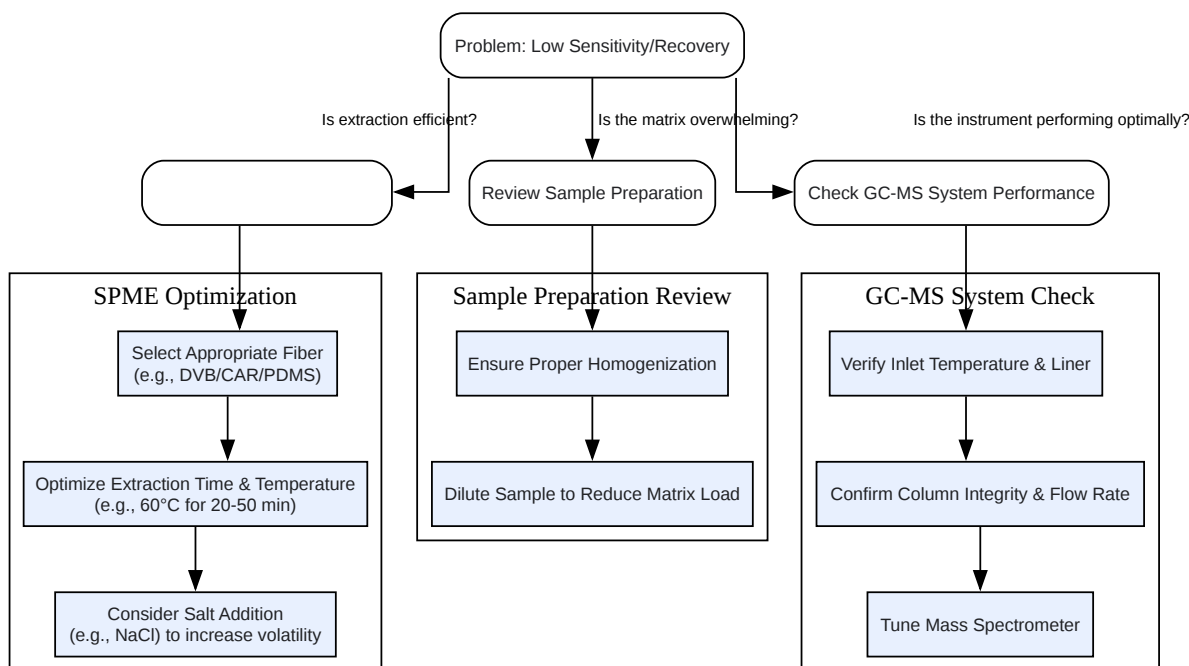 Problem: Low Sensitivity/Recovery
Is extraction efficient?
Is the matrix overwhelming?
Is the instrument performing optimally?
Review Sample Preparation
Check GC-MS System Performance
SPME Optimization
Select Appropriate Fiber
(e.g., DVB/CAR/PDMS)
Optimize Extraction Time & Temperature
(e.g., 60°C for 20-50 min)
Consider Salt Addition
(e.g., NaCl) to increase volatility
Sample Preparation Review
Ensure Proper Homogenization
Dilute Sample to Reduce Matrix Load
GC-MS System Check
Verify Inlet Temperature & Liner
Confirm Column Integrity & Flow Rate
Tune Mass Spectrometer